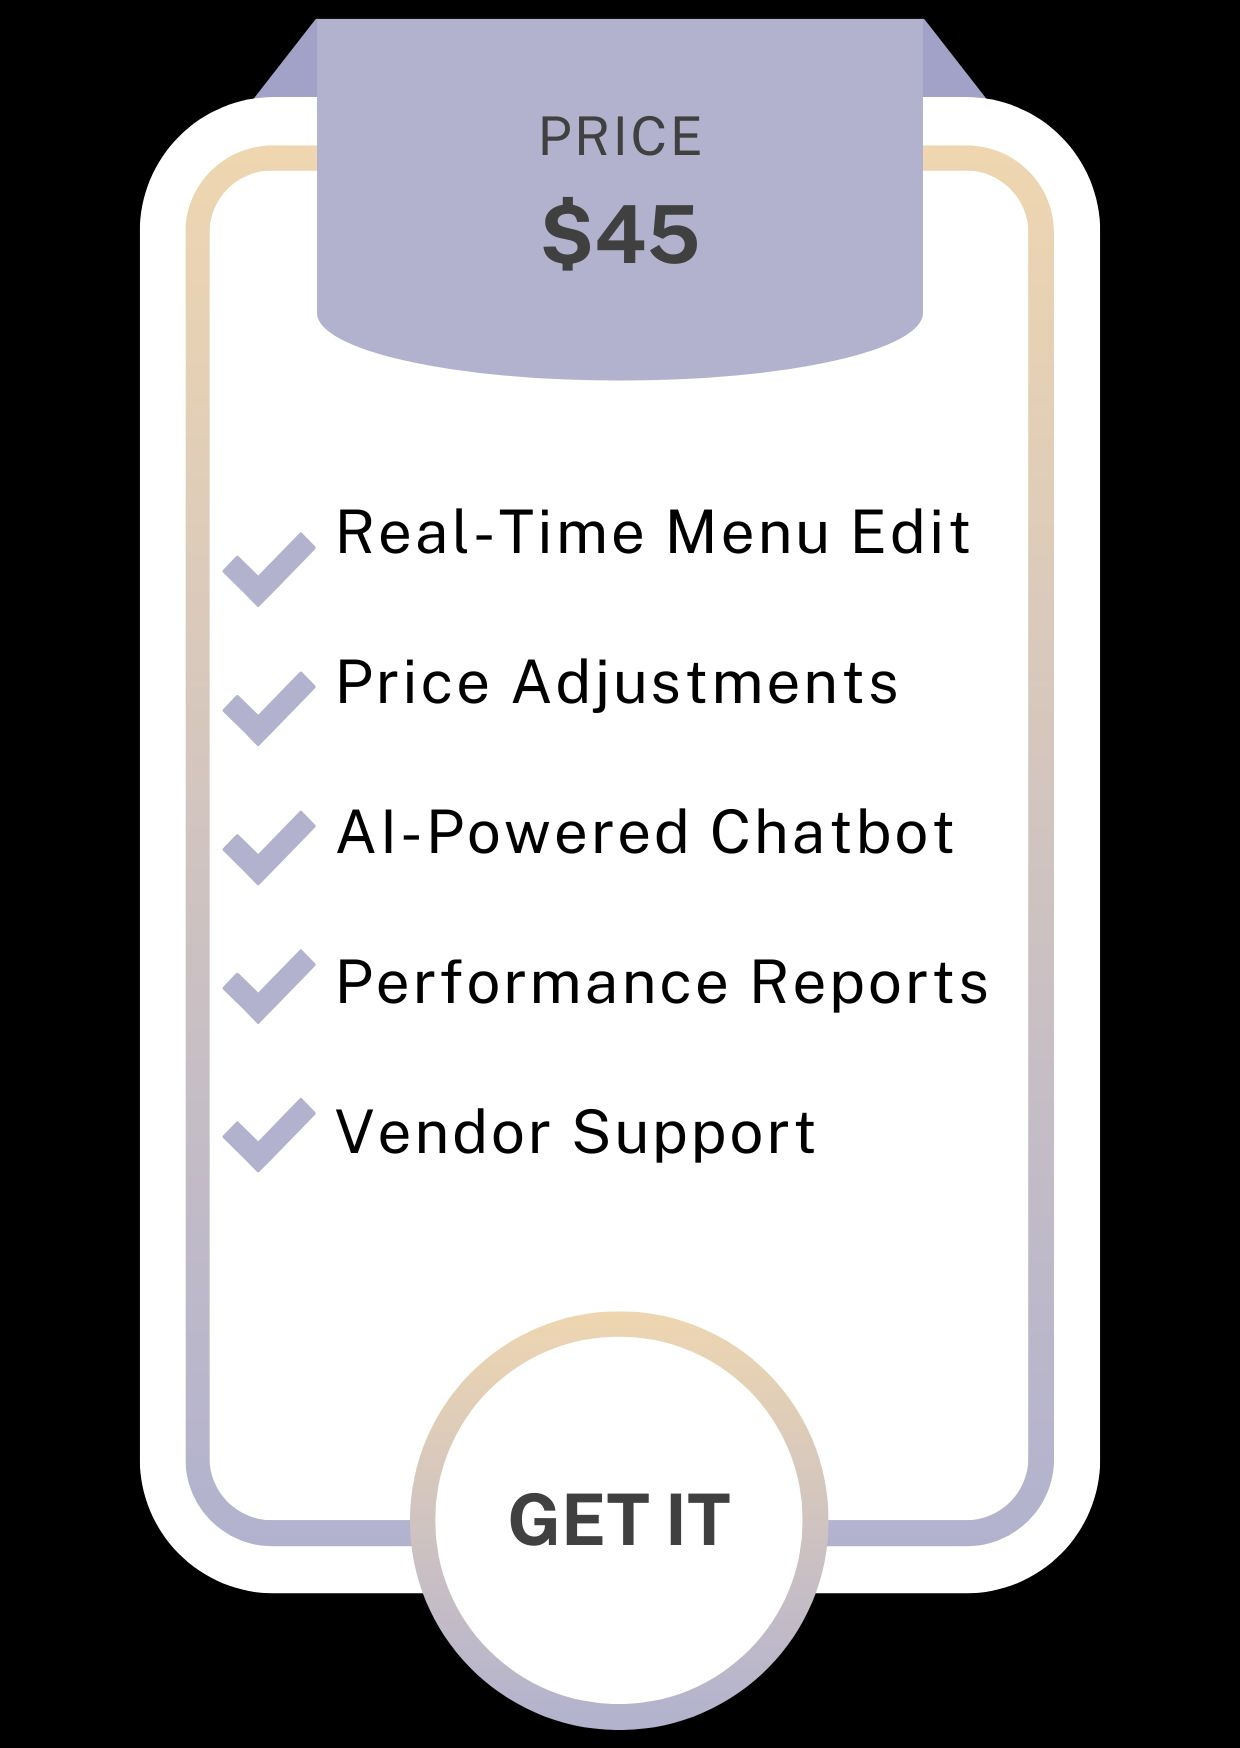 PRICE
$45
Real-Time Menu Edit
Price Adjustments
AI-Powered Chatbot
Performance Reports
Vendor Support
GET IT